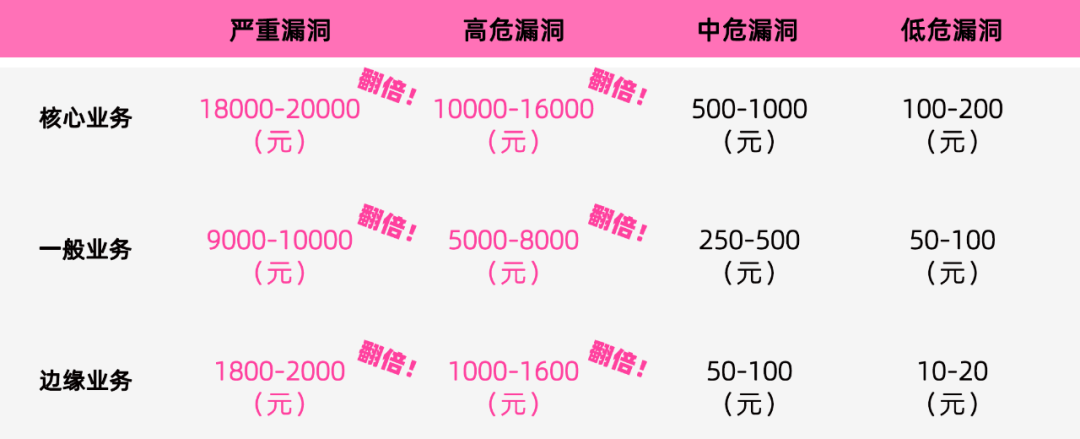 严重漏洞 高危漏洞 中危漏洞 低危漏洞
翻倍! 翻倍!
核心业务 18000-20000 10000-16000 500-1000 100-200
(元) (元) (元) (元)
翻倍! 翻倍!
一般业务 9000-10000 5000-8000 250-500 50-100
(元) (元) (元) (元)
翻倍! 翻倍!
边缘业务 1800-2000 1000-1600 50-100 10-20
(元) (元) (元) (元)